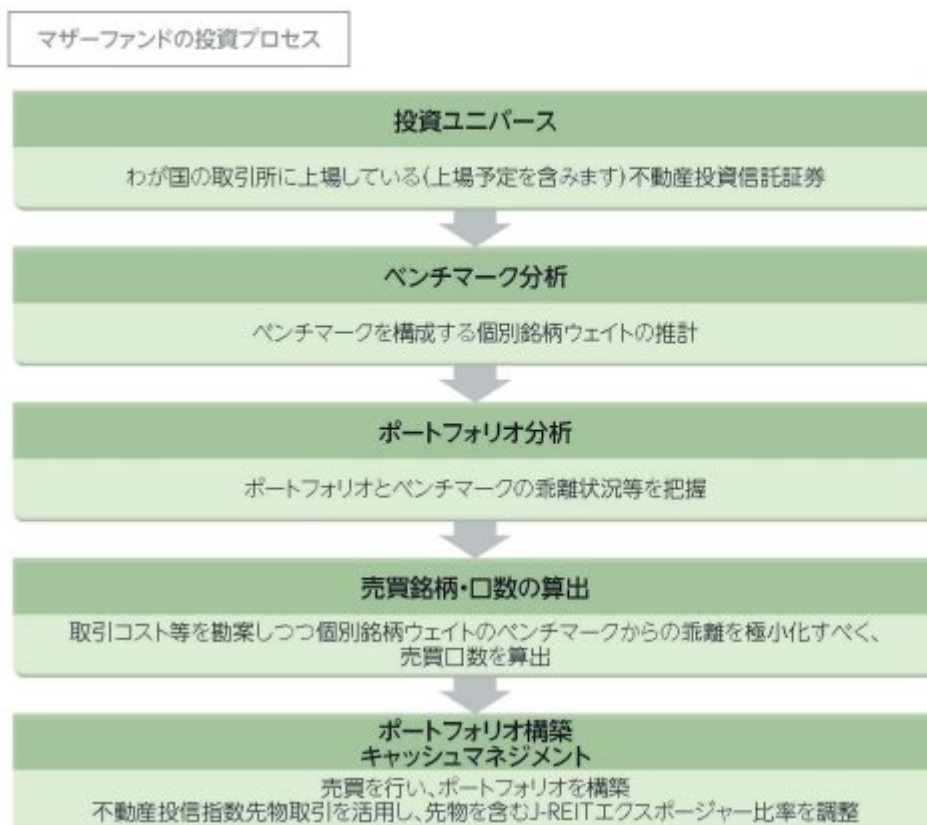 マザーファンドの投資プロセス
投資ユニバース
わが国の取引所に上場している(上場予定を含みます)不動産投資信託証券
ベンチマーク分析
ベンチマークを構成する個別銘柄ウェイトの推計
ポートフォリオ分析
ポートフォリオとベンチマークの乖離状況等を把握
売買銘柄・口数の算出
取引コスト等を勘案しつつ個別銘柄ウェイトのベンチマークからの乖離を極小化すべく、
売買口数を算出
ポートフォリオ構築
キャッシュマネジメント
売買を行い、ポートフォリオを構築
不動産投信指数先物取引を活用し、先物を含むJ-REITエクスポージャー比率を調整